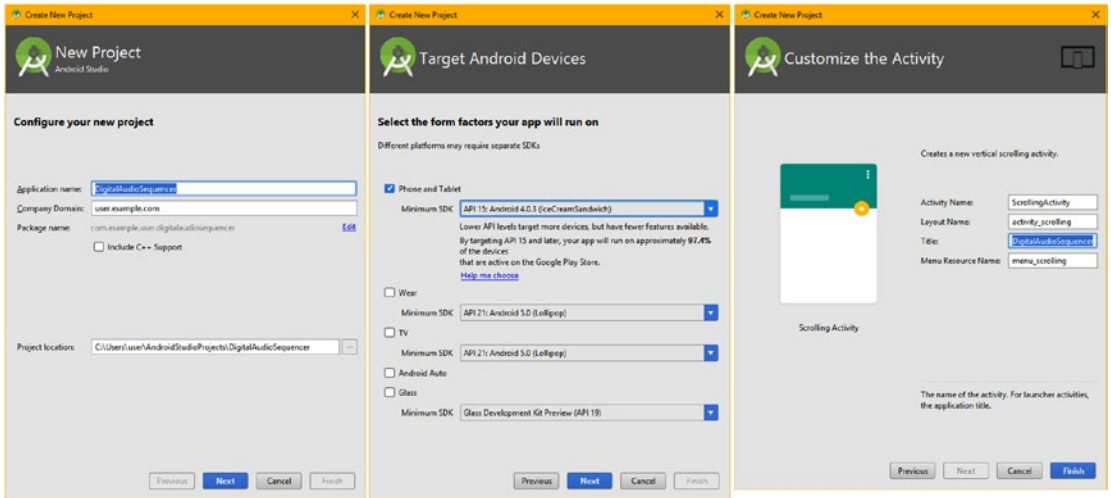 Create New Project
New Project
Android Studio
Configure your new project
Application name: DigitalAudioSequencer
Company Domain: user.example.com
Package name: com.example.user.digitalaudiosequencer Edit
Include C++ Support
Project location: C:\Users\user\AndroidStudioProjects\DigitalAudioSequencer ...
Previous Next Cancel Finish
Create New Project
Target Android Devices
Select the form factors your app will run on
Different platforms may require separate SDKs
Phone and Tablet
Minimum SDK API 15: Android 4.0.3 (IceCreamSandwich)
Lower API levels target more devices, but have fewer features available.
By targeting API 15 and later, your app will run on approximately 97.4%
of the devices
that are active on the Google Play Store.
Help me choose
Wear
Minimum SDK API 21: Android 5.0 (Lollipop)
TV
Minimum SDK API 21: Android 5.0 (Lollipop)
Android Auto
Glass
Minimum SDK Glass Development Kit Preview (API 19)
Previous Next Cancel Finish
Create New Project
Customize the Activity
Creates a new vertical scrolling activity.
Activity Name: ScrollingActivity
Layout Name: activity_scrolling
Title: DigitalAudioSequencer
Menu Resource Name: menu_scrolling
Scrolling Activity
The name of the activity. For launcher activities,
the application title.
Previous Next Cancel Finish